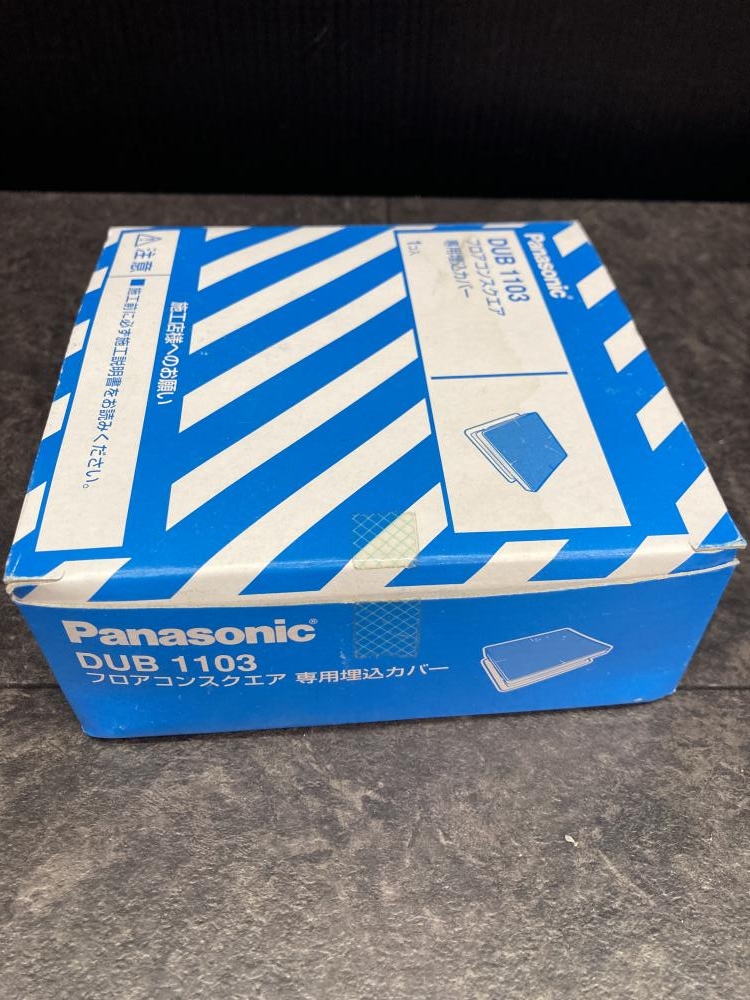 Panasonic®
DUB 1103
フロアコンスクエア
専用埋込カバー
1コ入
施工店様へのお願い
⚠注意
■施工前に必ず施工説明書をお読みください。
Panasonic®
DUB 1103
フロアコンスクエア 専用埋込カバー